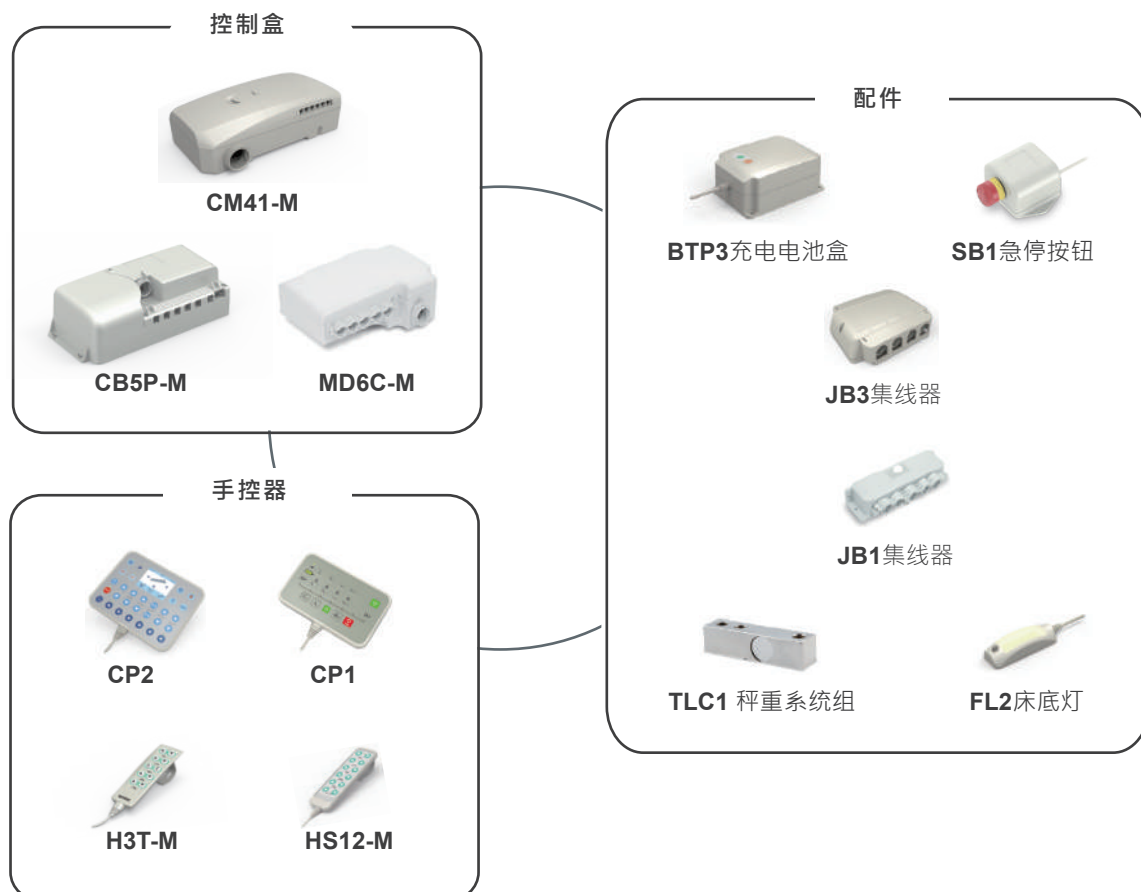 控制盒
CM41-M
CB5P-M
MD6C-M
手控器
CP2
CP1
H3T-M
HS12-M
配件
BTP3充电电池盒
SB1急停按钮
JB3集线器
JB1集线器
TLC1 秤重系统组
FL2床底灯